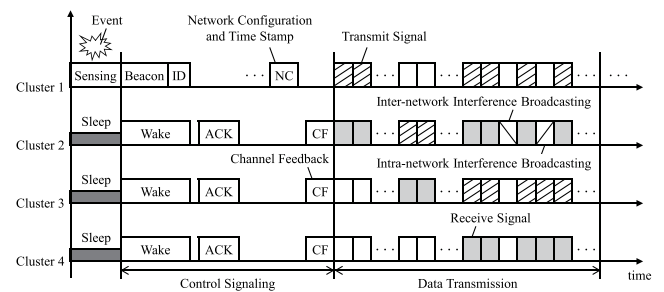 Event
Network Configuration
and Time Stamp
Transmit Signal
Sensing
Beacon
ID
· · ·
NC
· · ·
· · ·
· · ·
· · ·
Cluster 1
Inter-network Interference Broadcasting
Sleep
Wake
ACK
CF
· · ·
· · ·
· · ·
Cluster 2
Channel Feedback
Intra-network Interference Broadcasting
Sleep
Wake
ACK
CF
· · ·
· · ·
· · ·
Cluster 3
Receive Signal
Sleep
Wake
ACK
CF
· · ·
· · ·
· · ·
Cluster 4
time
Control Signaling
Data Transmission